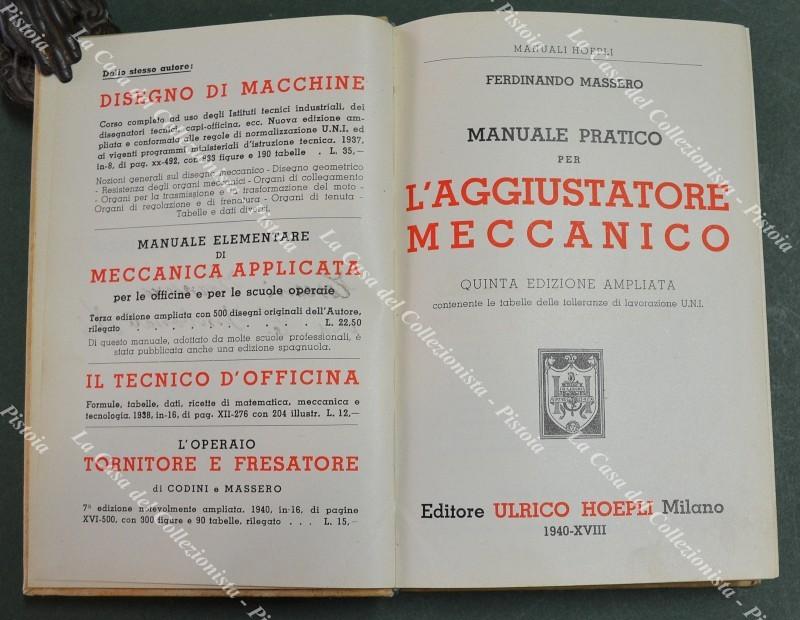 Dallo stesso autore:
DISEGNO DI MACCHINE
Corso completo ad uso degli Istituti tecnici industriali, dei
disegnatori tecnici, capi-officina, ecc. Nuova edizione am-
pliata e conformata alle regole di normalizzazione U.N.I. ed
ai vigenti programmi ministeriali d'istruzione tecnica. 1937,
in-8, di pag. xx-492, con 833 figure e 190 tabelle . L. 35,—
Nozioni generali sul disegno meccanico - Disegno geometrico
- Resistenza degli organi meccanici - Organi di collegamento
- Organi per la trasmissione e la trasformazione del moto -
Organi di regolazione e di frenatura - Organi di tenuta -
Tabelle e dati diversi.
MANUALE ELEMENTARE
DI
MECCANICA APPLICATA
per le officine e per le scuole operaie
Terza edizione ampliata con 500 disegni originali dell'Autore,
rilegato . . . . . . . . . . L. 22,50
Di questo manuale, adottato da molte scuole professionali, è
stata pubblicata anche una edizione spagnuola.
IL TECNICO D'OFFICINA
Formule, tabelle, dati, ricette di matematica, meccanica e
tecnologia. 1938, in-16, di pag. XII-276 con 204 illustr. L. 12,—
L'OPERAIO
TORNITORE E FRESATORE
di CODINI e MASSERO
7ª edizione notevolmente ampliata. 1940, in-16, di pagine
XVI-500, con 300 figure e 90 tabelle, rilegato . . . L. 15,—
MANUALI HOEPLI
FERDINANDO MASSERO
MANUALE PRATICO
PER
L'AGGIUSTATORE
MECCANICO
QUINTA EDIZIONE AMPLIATA
contenente le tabelle delle tolleranze di lavorazione U.N.I.
Editore ULRICO HOEPLI Milano
1940-XVIII
La Casa del Collezionista - Pistoia